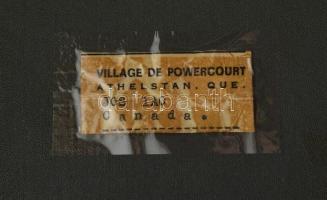 VILLAGE DE POWERCOURT
ATHELSTAN, QUE.
Canada.